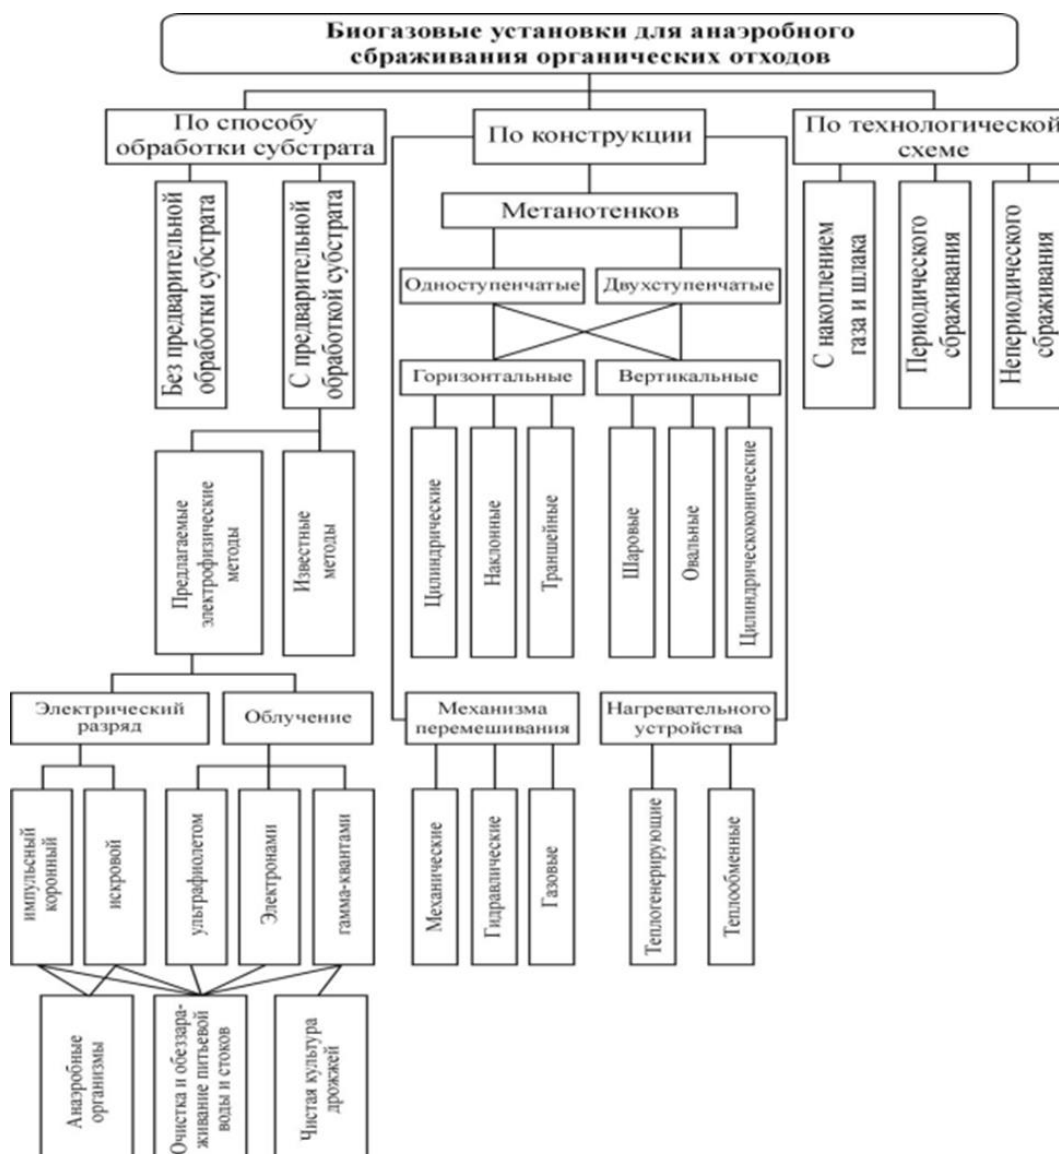 Биогазовые установки для анаэробного
сбраживания органических отходов
По способу
обработки субстрата
По конструкции
По технологической
схеме
Без предварительной
обработки субстрата
С предварительной
обработкой субстрата
Метанотенков
С накоплением
газа и шлака
Периодического
сбраживания
Непериодического
сбраживания
Одноступенчатые
Двухступенчатые
Горизонтальные
Вертикальные
Предлагаемые
электрофизические
методы
Известные
методы
Цилиндрические
Наклонные
Траншейные
Шаровые
Овальные
Цилиндрическоконические
Электрический
разряд
Облучение
Механизма
перемешивания
Нагревательного
устройства
импульсный
коронный
искровой
ультрафиолетом
Электронами
гамма-квантами
Механические
Гидравлические
Газовые
Теплогенерирующие
Теплообменные
Анаэробные
организмы
Очистка и обеззара-
живание питьевой
воды и стоков
Чистая культура
дрожжей